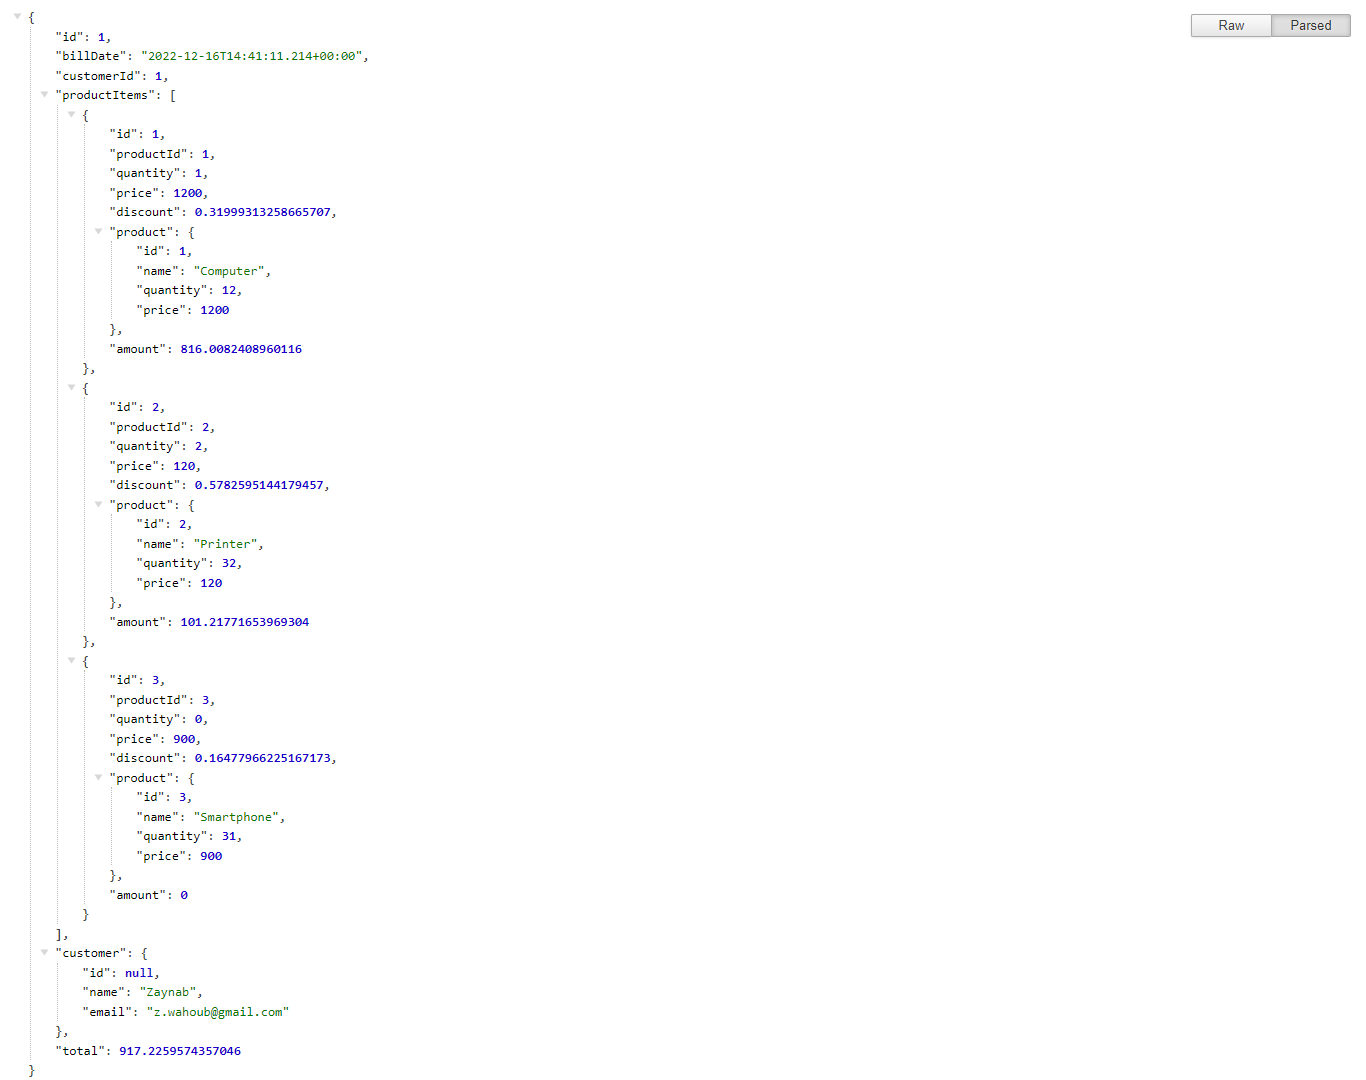 {
Raw Parsed
"id": 1,
"billDate": "2022-12-16T14:41:11.214+00:00",
"customerId": 1,
"productItems": [
{
"id": 1,
"productId": 1,
"quantity": 1,
"price": 1200,
"discount": 0.31999313258665707,
"product": {
"id": 1,
"name": "Computer",
"quantity": 12,
"price": 1200
},
"amount": 816.0082408960116
},
{
"id": 2,
"productId": 2,
"quantity": 2,
"price": 120,
"discount": 0.5782595144179457,
"product": {
"id": 2,
"name": "Printer",
"quantity": 32,
"price": 120
},
"amount": 101.21771653969304
},
{
"id": 3,
"productId": 3,
"quantity": 0,
"price": 900,
"discount": 0.16477966225167173,
"product": {
"id": 3,
"name": "Smartphone",
"quantity": 31,
"price": 900
},
"amount": 0
}
],
"customer": {
"id": null,
"name": "Zaynab",
"email": "z.wahoub@gmail.com"
},
"total": 917.2259574357046
}